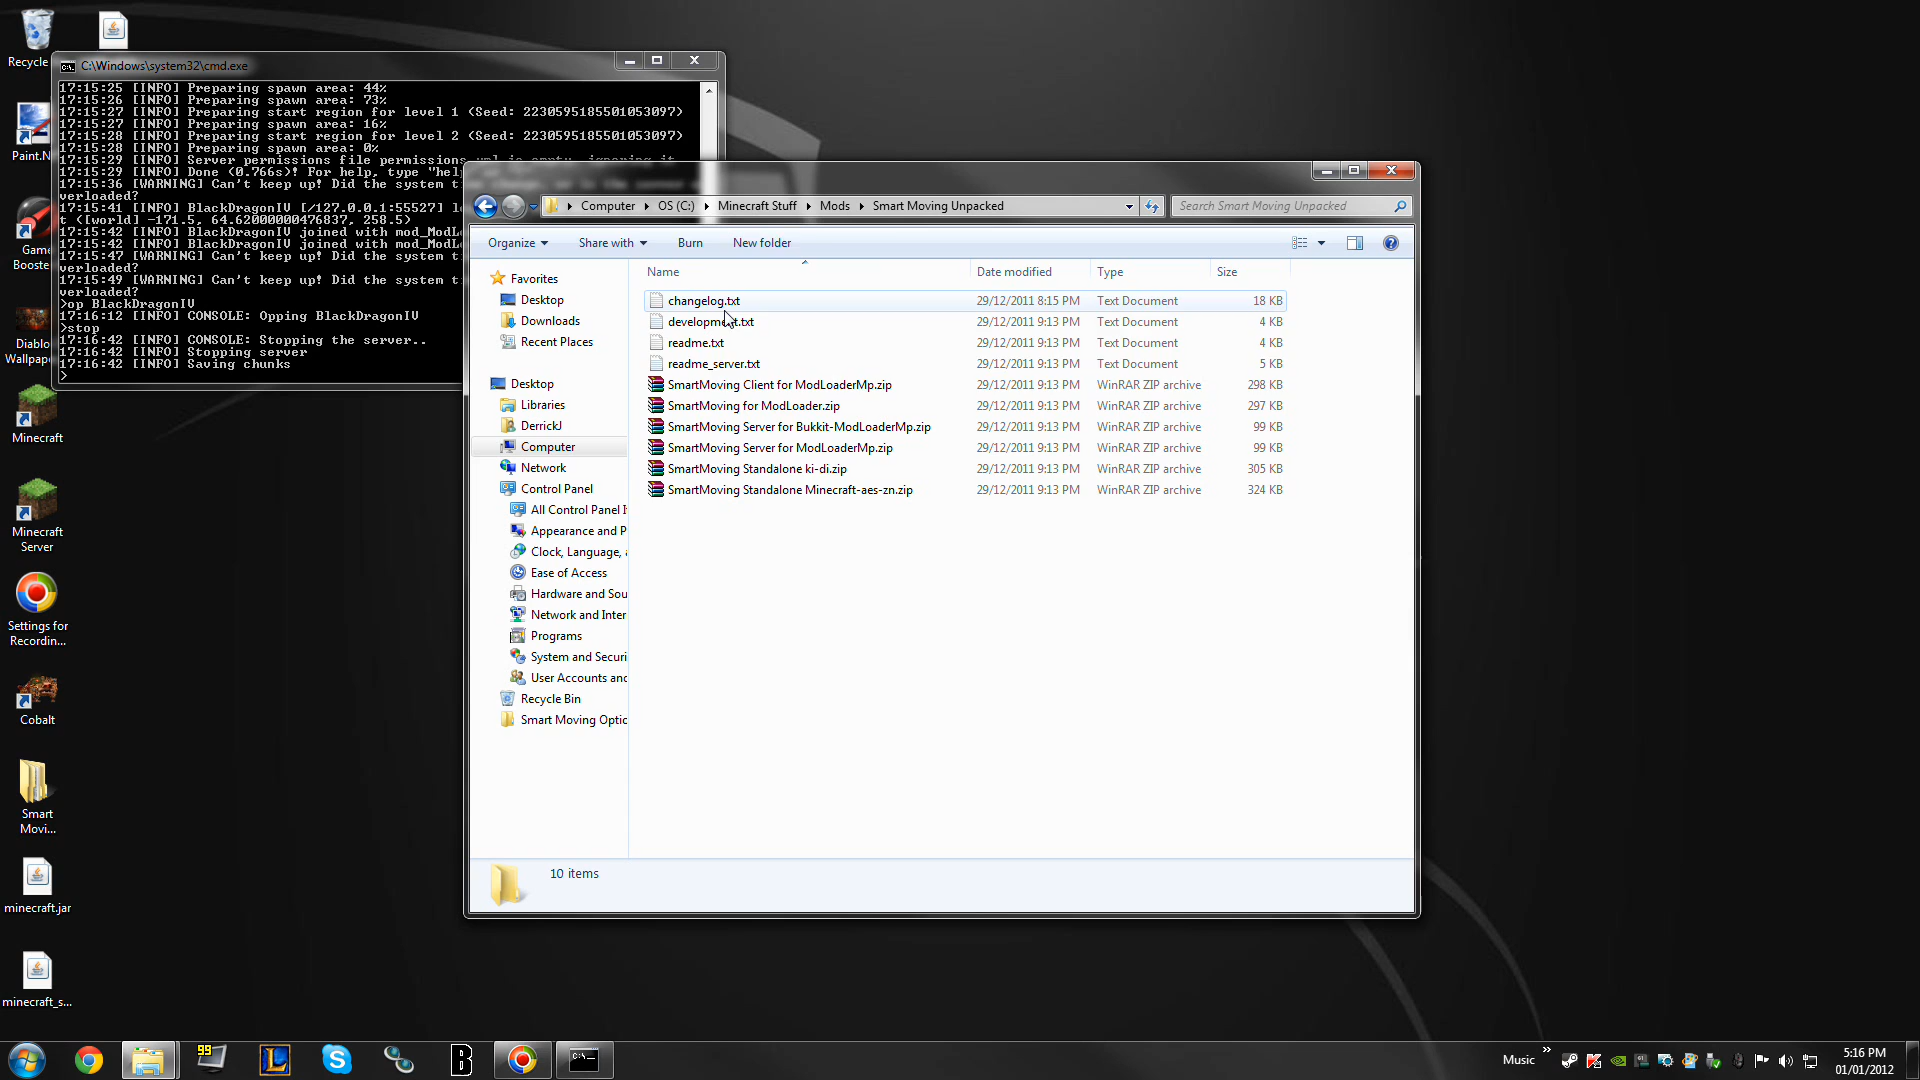 Recycle
Paint.N
Game
Booste
Diablo
Wallpape
Minecraft
Minecraft
Server
Settings for
Recordin...
Cobalt
Smart
Movi...
minecraft.jar
minecraft_s...
C:\Windows\system32\cmd.exe
17:15:25 [INFO] Preparing spawn area: 44%
17:15:26 [INFO] Preparing spawn area: 73%
17:15:27 [INFO] Preparing start region for level 1 (Seed: 2230595185501053097)
17:15:27 [INFO] Preparing spawn area: 16%
17:15:28 [INFO] Preparing start region for level 2 (Seed: 2230595185501053097)
17:15:28 [INFO] Preparing spawn area: 0%
17:15:29 [INFO] Server permissions file permissions.yml is empty, ignoring it
17:15:29 [INFO] Done (0.766s)! For help, type "hel
17:15:36 [WARNING] Can't keep up! Did the system t
verloaded?
17:15:41 [INFO] BlackDragonIV [/127.0.0.1:55527] l
t ([world] -171.5, 64.62000000476837, 258.5)
17:15:42 [INFO] BlackDragonIV joined with mod_ModL
17:15:42 [INFO] BlackDragonIV joined with mod_ModL
17:15:47 [WARNING] Can't keep up! Did the system t
verloaded?
17:15:49 [WARNING] Can't keep up! Did the system t
verloaded?
>op BlackDragonIV
17:16:12 [INFO] CONSOLE: Opping BlackDragonIV
>stop
17:16:42 [INFO] CONSOLE: Stopping the server..
17:16:42 [INFO] Stopping server
17:16:42 [INFO] Saving chunks
>
Computer OS (C:) Minecraft Stuff Mods Smart Moving Unpacked
Search Smart Moving Unpacked
Organize Share with Burn New folder
Favorites
Desktop
Downloads
Recent Places
Desktop
Libraries
DerrickJ
Computer
Network
Control Panel
All Control Panel I
Appearance and P
Clock, Language, a
Ease of Access
Hardware and Sou
Network and Inter
Programs
System and Securi
User Accounts and
Recycle Bin
Smart Moving Optic
Name Date modified Type Size
changelog.txt 29/12/2011 8:15 PM Text Document 18 KB
development.txt 29/12/2011 9:13 PM Text Document 4 KB
readme.txt 29/12/2011 9:13 PM Text Document 4 KB
readme_server.txt 29/12/2011 9:13 PM Text Document 5 KB
SmartMoving Client for ModLoaderMp.zip 29/12/2011 9:13 PM WinRAR ZIP archive 298 KB
SmartMoving for ModLoader.zip 29/12/2011 9:13 PM WinRAR ZIP archive 297 KB
SmartMoving Server for Bukkit-ModLoaderMp.zip 29/12/2011 9:13 PM WinRAR ZIP archive 99 KB
SmartMoving Server for ModLoaderMp.zip 29/12/2011 9:13 PM WinRAR ZIP archive 99 KB
SmartMoving Standalone ki-di.zip 29/12/2011 9:13 PM WinRAR ZIP archive 305 KB
SmartMoving Standalone Minecraft-aes-zn.zip 29/12/2011 9:13 PM WinRAR ZIP archive 324 KB
10 items
99
Music
5:16 PM
01/01/2012